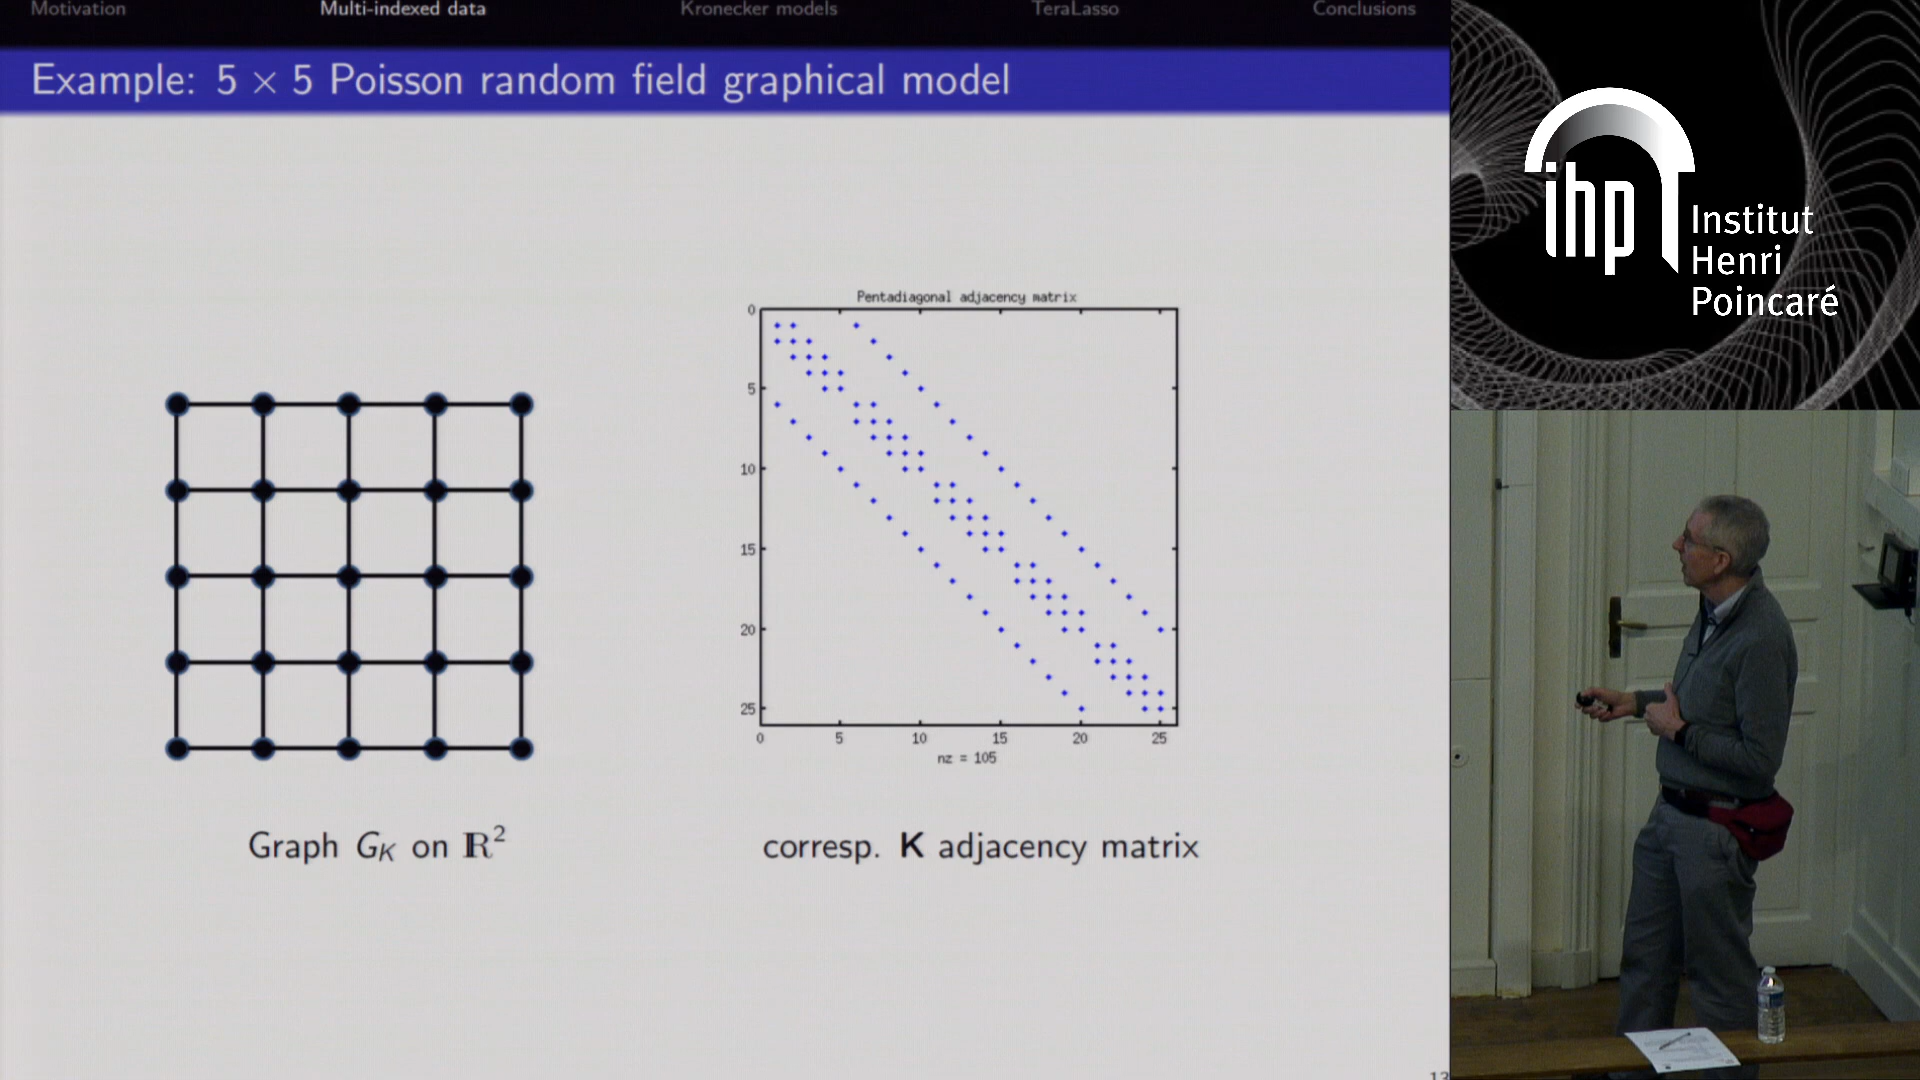 Motivation Multi-indexed data Kronecker models TeraLasso Conclusions
Example: 5 × 5 Poisson random field graphical model
Pentadiagonal adjacency matrix
0
5
10
15
20
25
0 5 10 15 20 25
nz = 105
Graph G_K on ℝ²
corresp. K adjacency matrix
13
ihp Institut
Henri
Poincaré